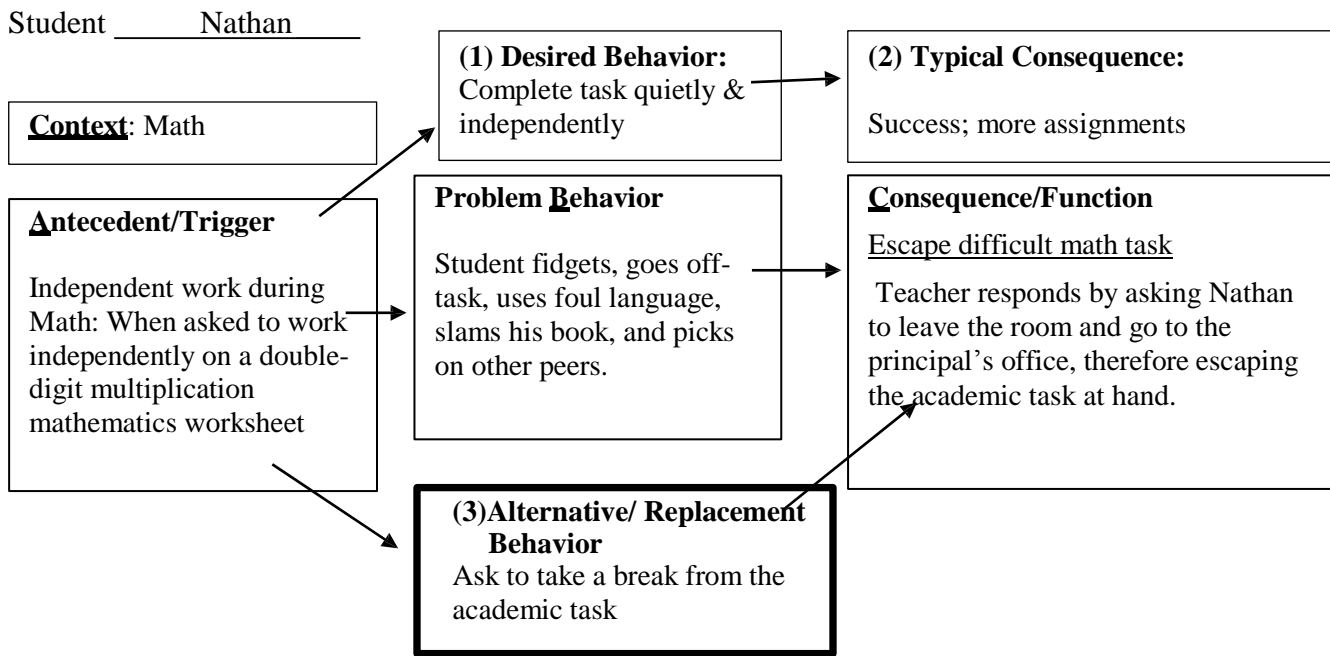 Student Nathan
(1) Desired Behavior:
Complete task quietly &
independently
(2) Typical Consequence:
Success; more assignments
Context: Math
Antecedent/Trigger
Independent work during
Math: When asked to work
independently on a double-
digit multiplication
mathematics worksheet
Problem Behavior
Student fidgets, goes off-
task, uses foul language,
slams his book, and picks
on other peers.
Consequence/Function
Escape difficult math task
Teacher responds by asking Nathan
to leave the room and go to the
principal’s office, therefore escaping
the academic task at hand.
(3)Alternative/ Replacement
Behavior
Ask to take a break from the
academic task